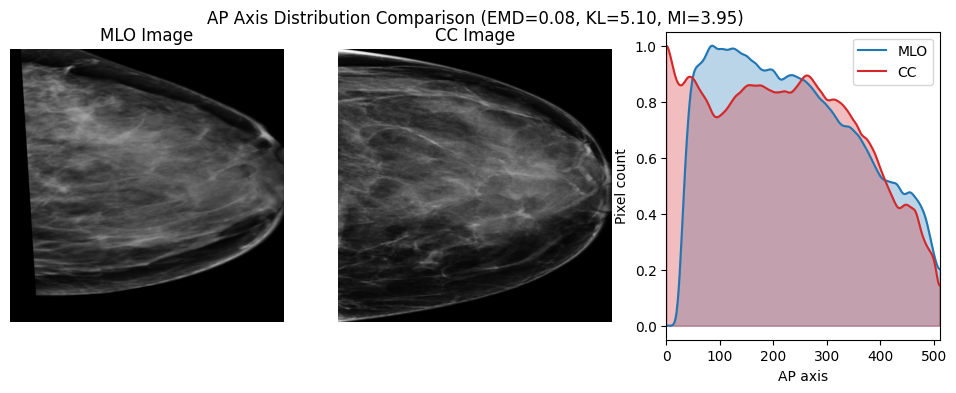 AP Axis Distribution Comparison (EMD=0.08, KL=5.10, MI=3.95)
MLO Image
CC Image
MLO
CC
Pixel count
1.0
0.8
0.6
0.4
0.2
0.0
0 100 200 300 400 500
AP axis